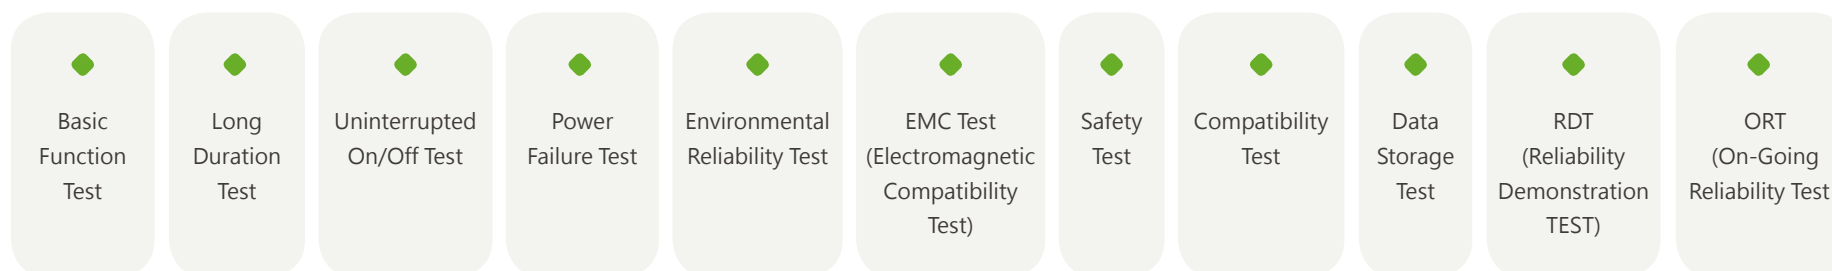 Basic
Function
Test
Long
Duration
Test
Uninterrupted
On/Off Test
Power
Failure Test
Environmental
Reliability Test
EMC Test
(Electromagnetic
Compatibility
Test)
Safety
Test
Compatibility
Test
Data
Storage
Test
RDT
(Reliability
Demonstration
TEST)
ORT
(On-Going
Reliability Test